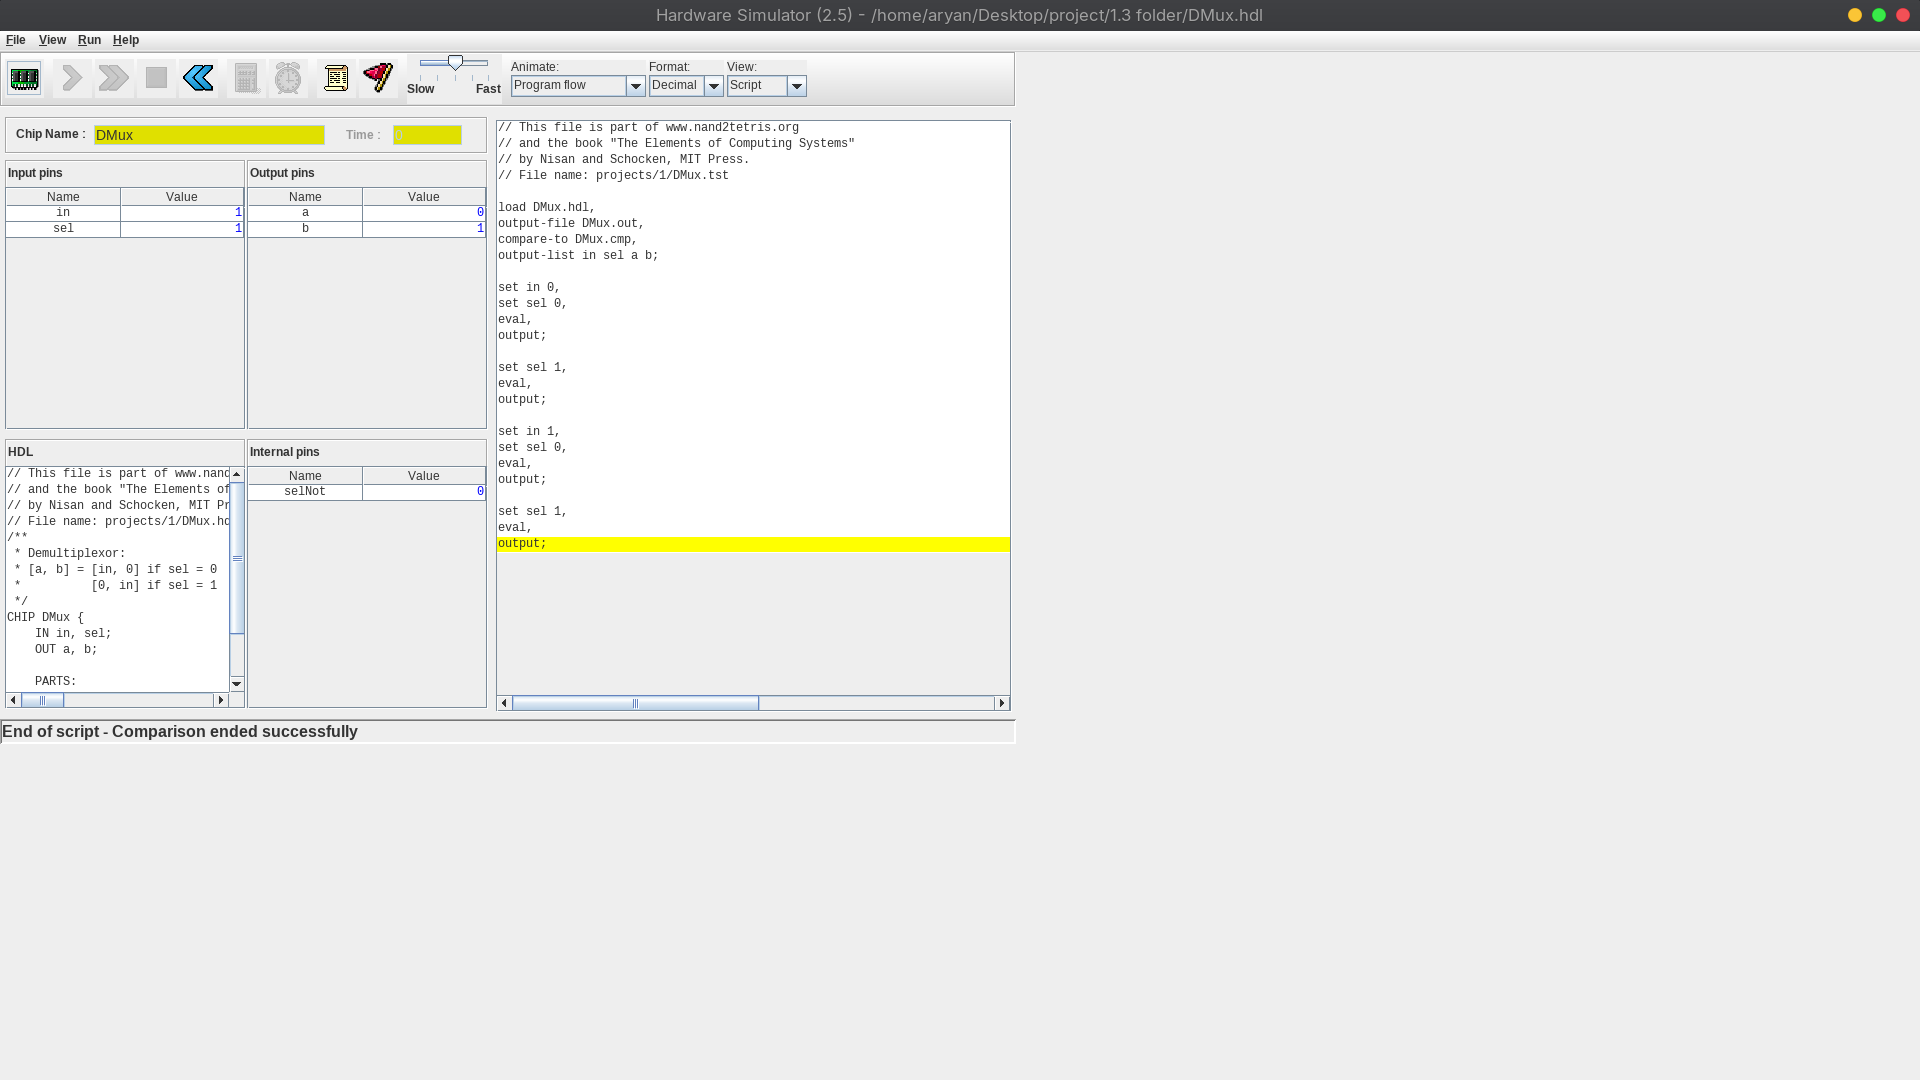 Hardware Simulator (2.5) - /home/aryan/Desktop/project/1.3 folder/DMux.hdl
File View Run Help
Slow Fast
Animate: Format: View:
Program flow Decimal Script
Chip Name : DMux Time : 0
Input pins
Name Value
in 1
sel 1
Output pins
Name Value
a 0
b 1
HDL
// This file is part of www.nand
// and the book "The Elements of
// by Nisan and Schocken, MIT Pr
// File name: projects/1/DMux.hd
/**
* Demultiplexor:
* [a, b] = [in, 0] if sel = 0
* [0, in] if sel = 1
*/
CHIP DMux {
IN in, sel;
OUT a, b;
PARTS:
Internal pins
Name Value
selNot 0
// This file is part of www.nand2tetris.org
// and the book "The Elements of Computing Systems"
// by Nisan and Schocken, MIT Press.
// File name: projects/1/DMux.tst
load DMux.hdl,
output-file DMux.out,
compare-to DMux.cmp,
output-list in sel a b;
set in 0,
set sel 0,
eval,
output;
set sel 1,
eval,
output;
set in 1,
set sel 0,
eval,
output;
set sel 1,
eval,
output;
End of script - Comparison ended successfully